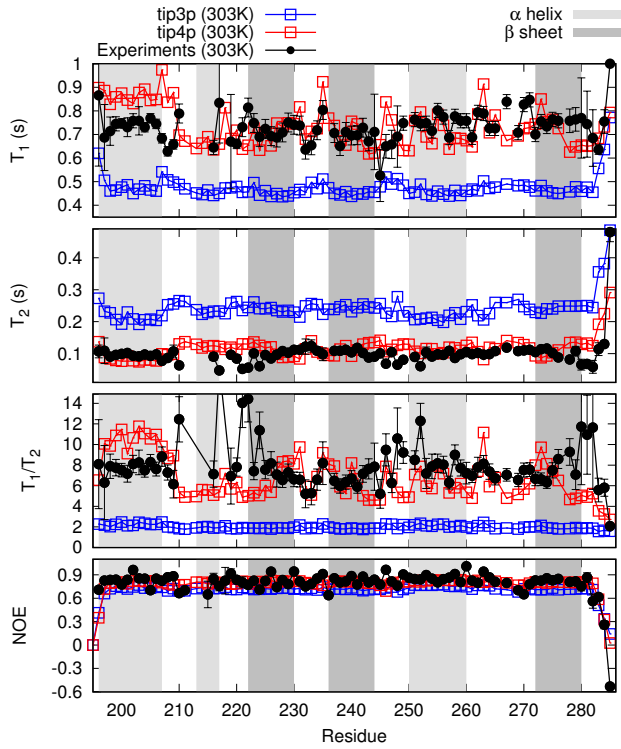 tip3p (303K)
tip4p (303K)
Experiments (303K)
α helix
β sheet
T1 (s)
1
0.9
0.8
0.7
0.6
0.5
0.4
T2 (s)
0.4
0.3
0.2
0.1
T1/T2
14
12
10
8
6
4
2
0
NOE
0.9
0.6
0.3
0
-0.3
-0.6
200 210 220 230 240 250 260 270 280
Residue